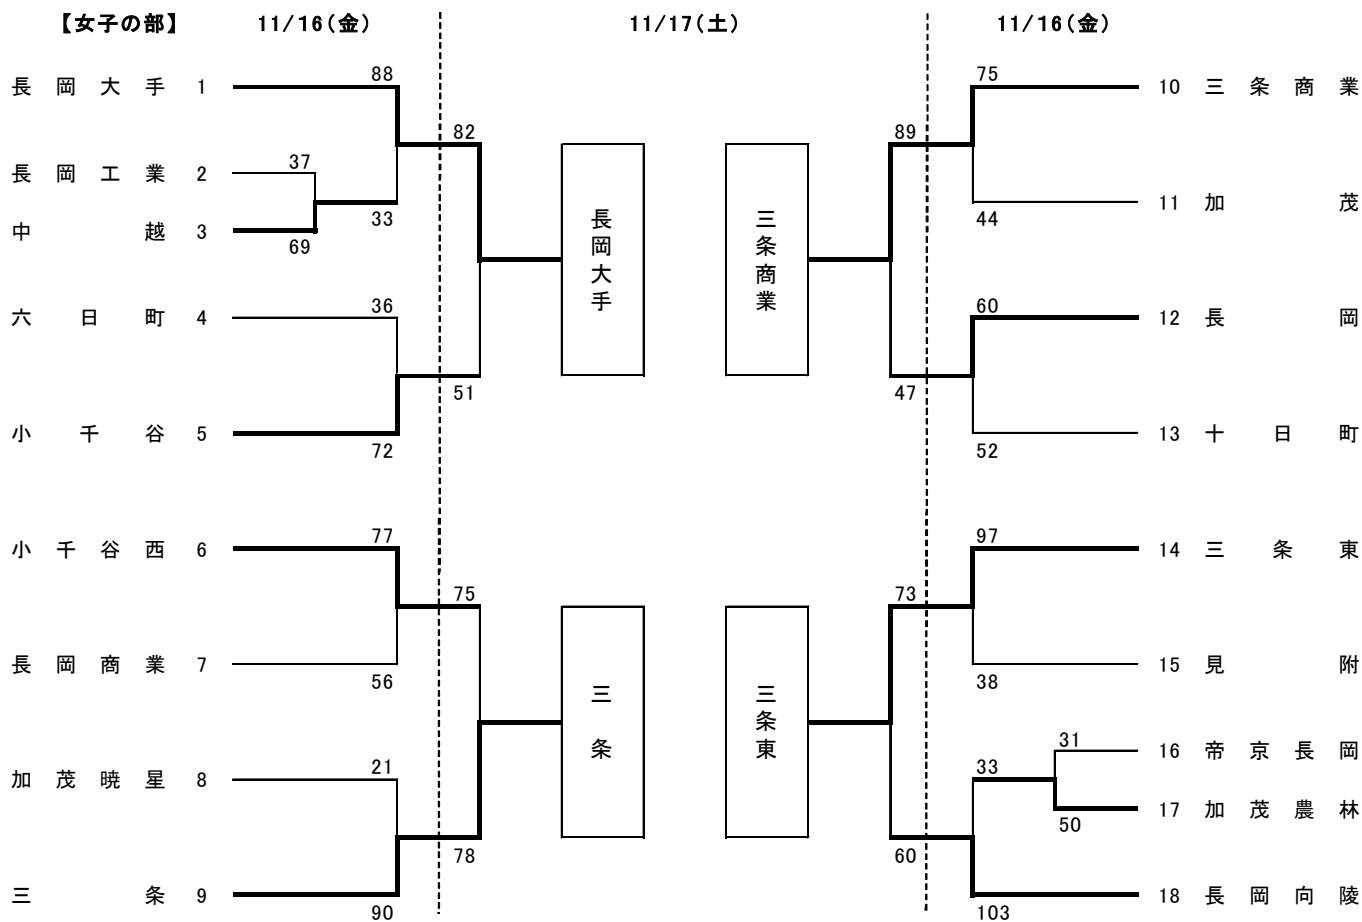 【女子の部】 11/16(金) 11/17(土) 11/16(金)
88 75
長岡大手 1 10 三条商業
82 89
37
長岡工業 2
33 長岡大手 三条商業 44 11 加茂
中越 3
69
36 60
六日町 4 12 長岡
51 47
小千谷 5 13 十日町
72 52
77 97
小千谷西 6 14 三条東
75 73
長岡商業 7 15 見附
56 38
三条 三条東
31
16 帝京長岡
21 33
加茂暁星 8
17 加茂農林
50
78 60
三条 9 18 長岡向陵
90 103